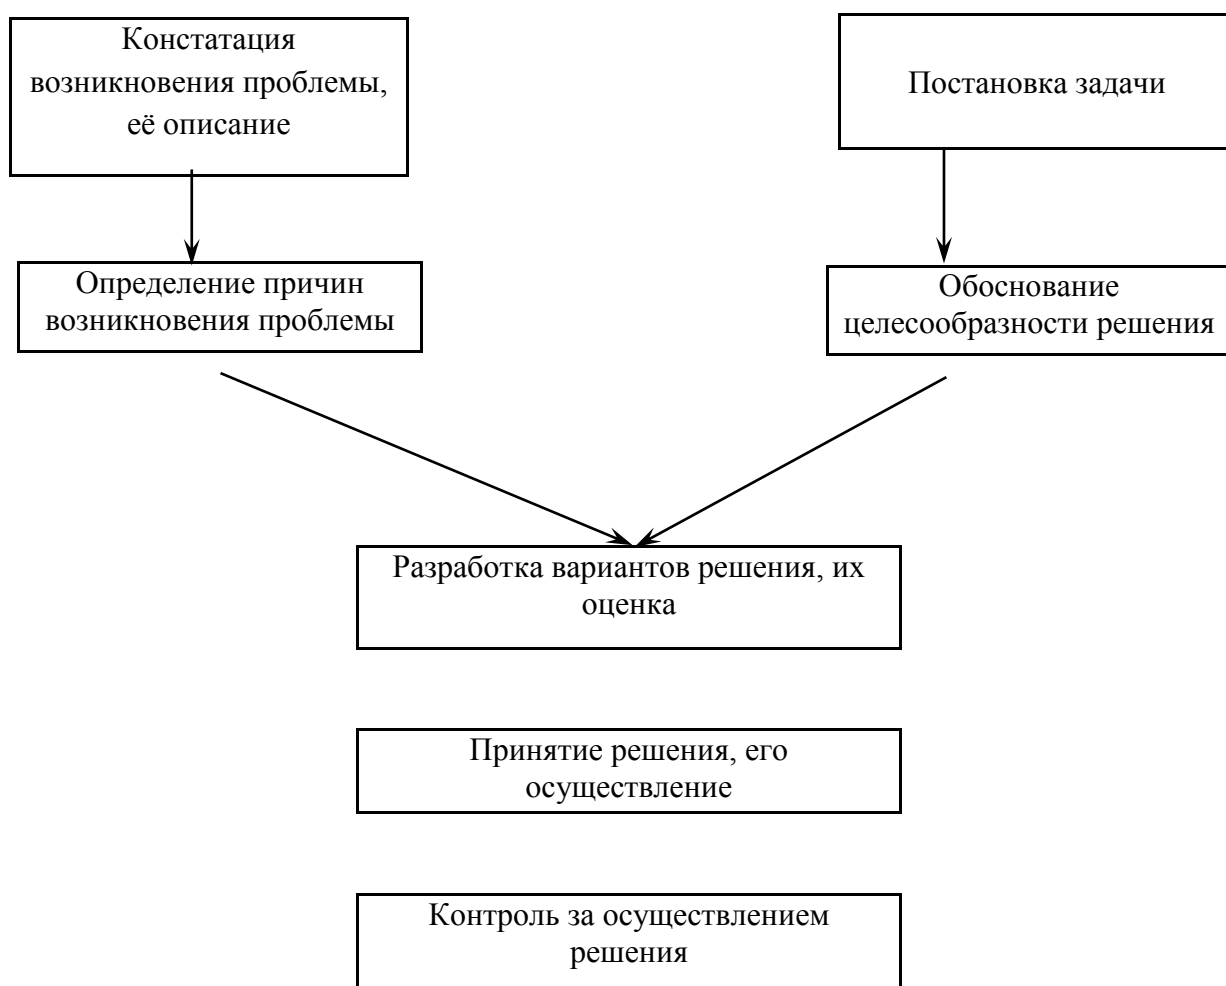 Констатация
возникновения проблемы,
её описание
Постановка задачи
Определение причин
возникновения проблемы
Обоснование
целесообразности решения
Разработка вариантов решения, их
оценка
Принятие решения, его
осуществление
Контроль за осуществлением
решения